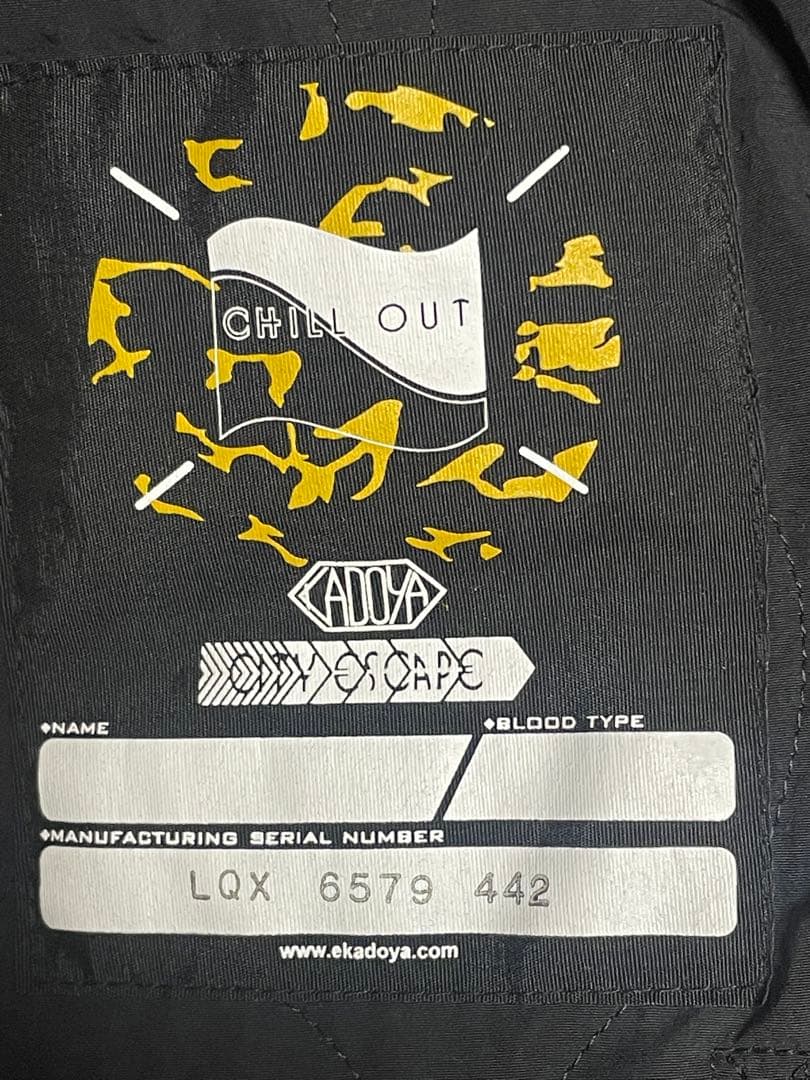 CHILL OUT
KADOYA
CITY ESCAPE
◆NAME
◆BLOOD TYPE
◆MANUFACTURING SERIAL NUMBER
LQX 6579 442
www.ekadoya.com